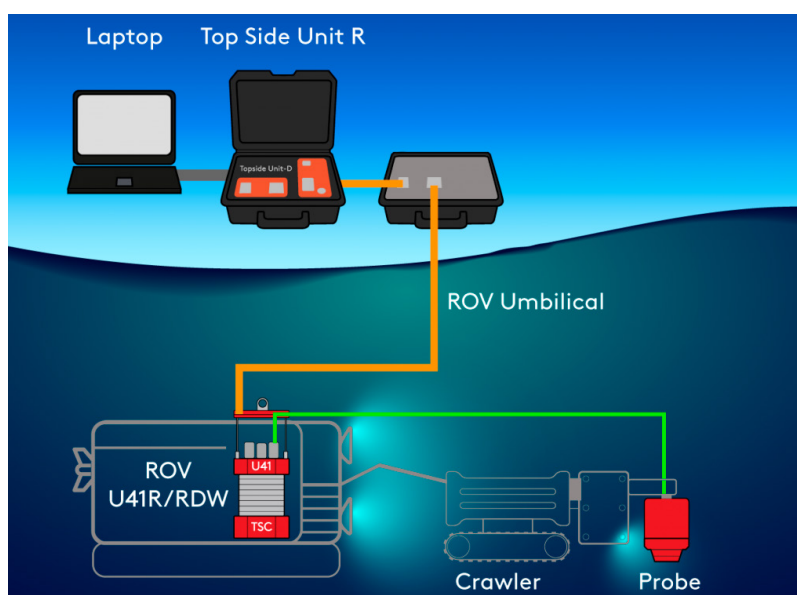 Laptop
Top Side Unit R
Topside Unit-D
ROV Umbilical
ROV
U41R/RDW
U41
TSC
Crawler
Probe